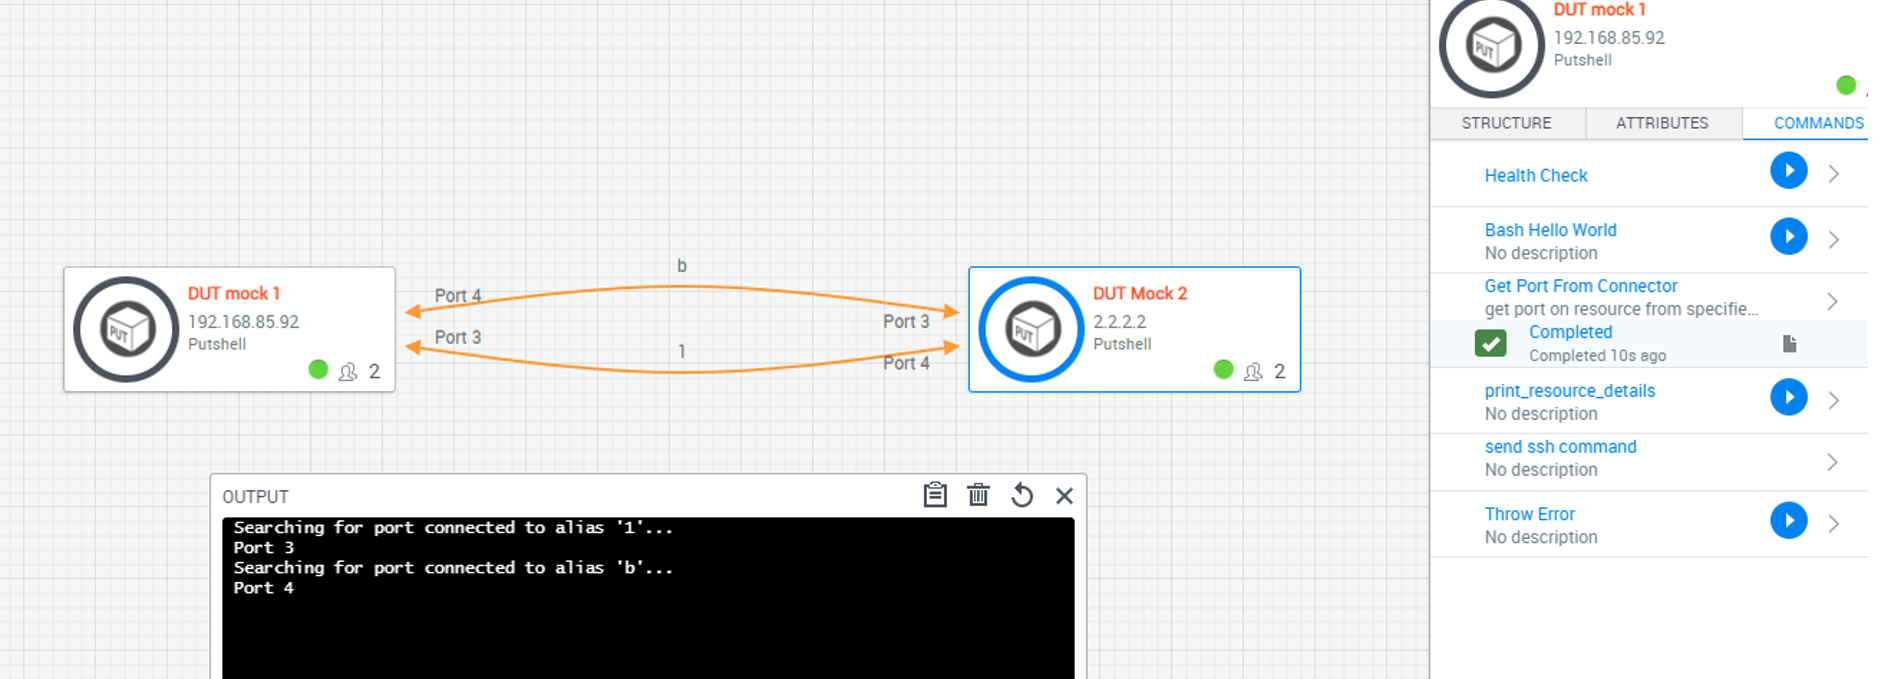 DUT mock 1
192.168.85.92
Putshell
PUT
STRUCTURE
ATTRIBUTES
COMMANDS
Health Check
Bash Hello World
No description
Get Port From Connector
get port on resource from specifie...
Completed
Completed 10s ago
print_resource_details
No description
send ssh command
No description
Throw Error
No description
b
DUT mock 1
192.168.85.92
Putshell
PUT
2
Port 4
Port 3
1
Port 3
Port 4
DUT Mock 2
2.2.2.2
Putshell
PUT
2
OUTPUT
Searching for port connected to alias '1'...
Port 3
Searching for port connected to alias 'b'...
Port 4